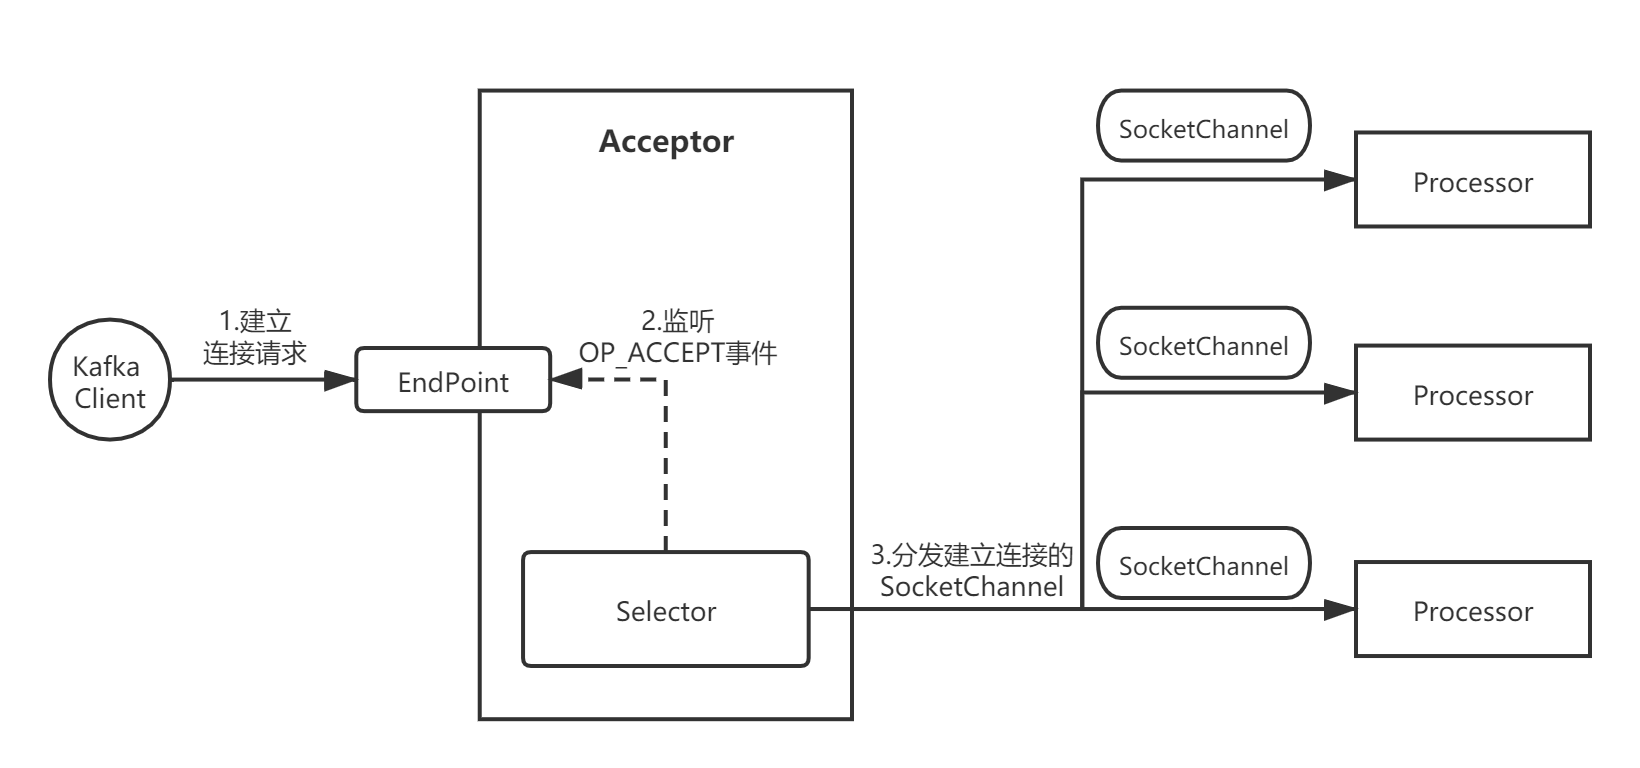 Acceptor
SocketChannel
Processor
1.建立
连接请求
2.监听
OP_ACCEPT事件
SocketChannel
Kafka
Client
EndPoint
Processor
3.分发建立连接的
SocketChannel
SocketChannel
Selector
Processor